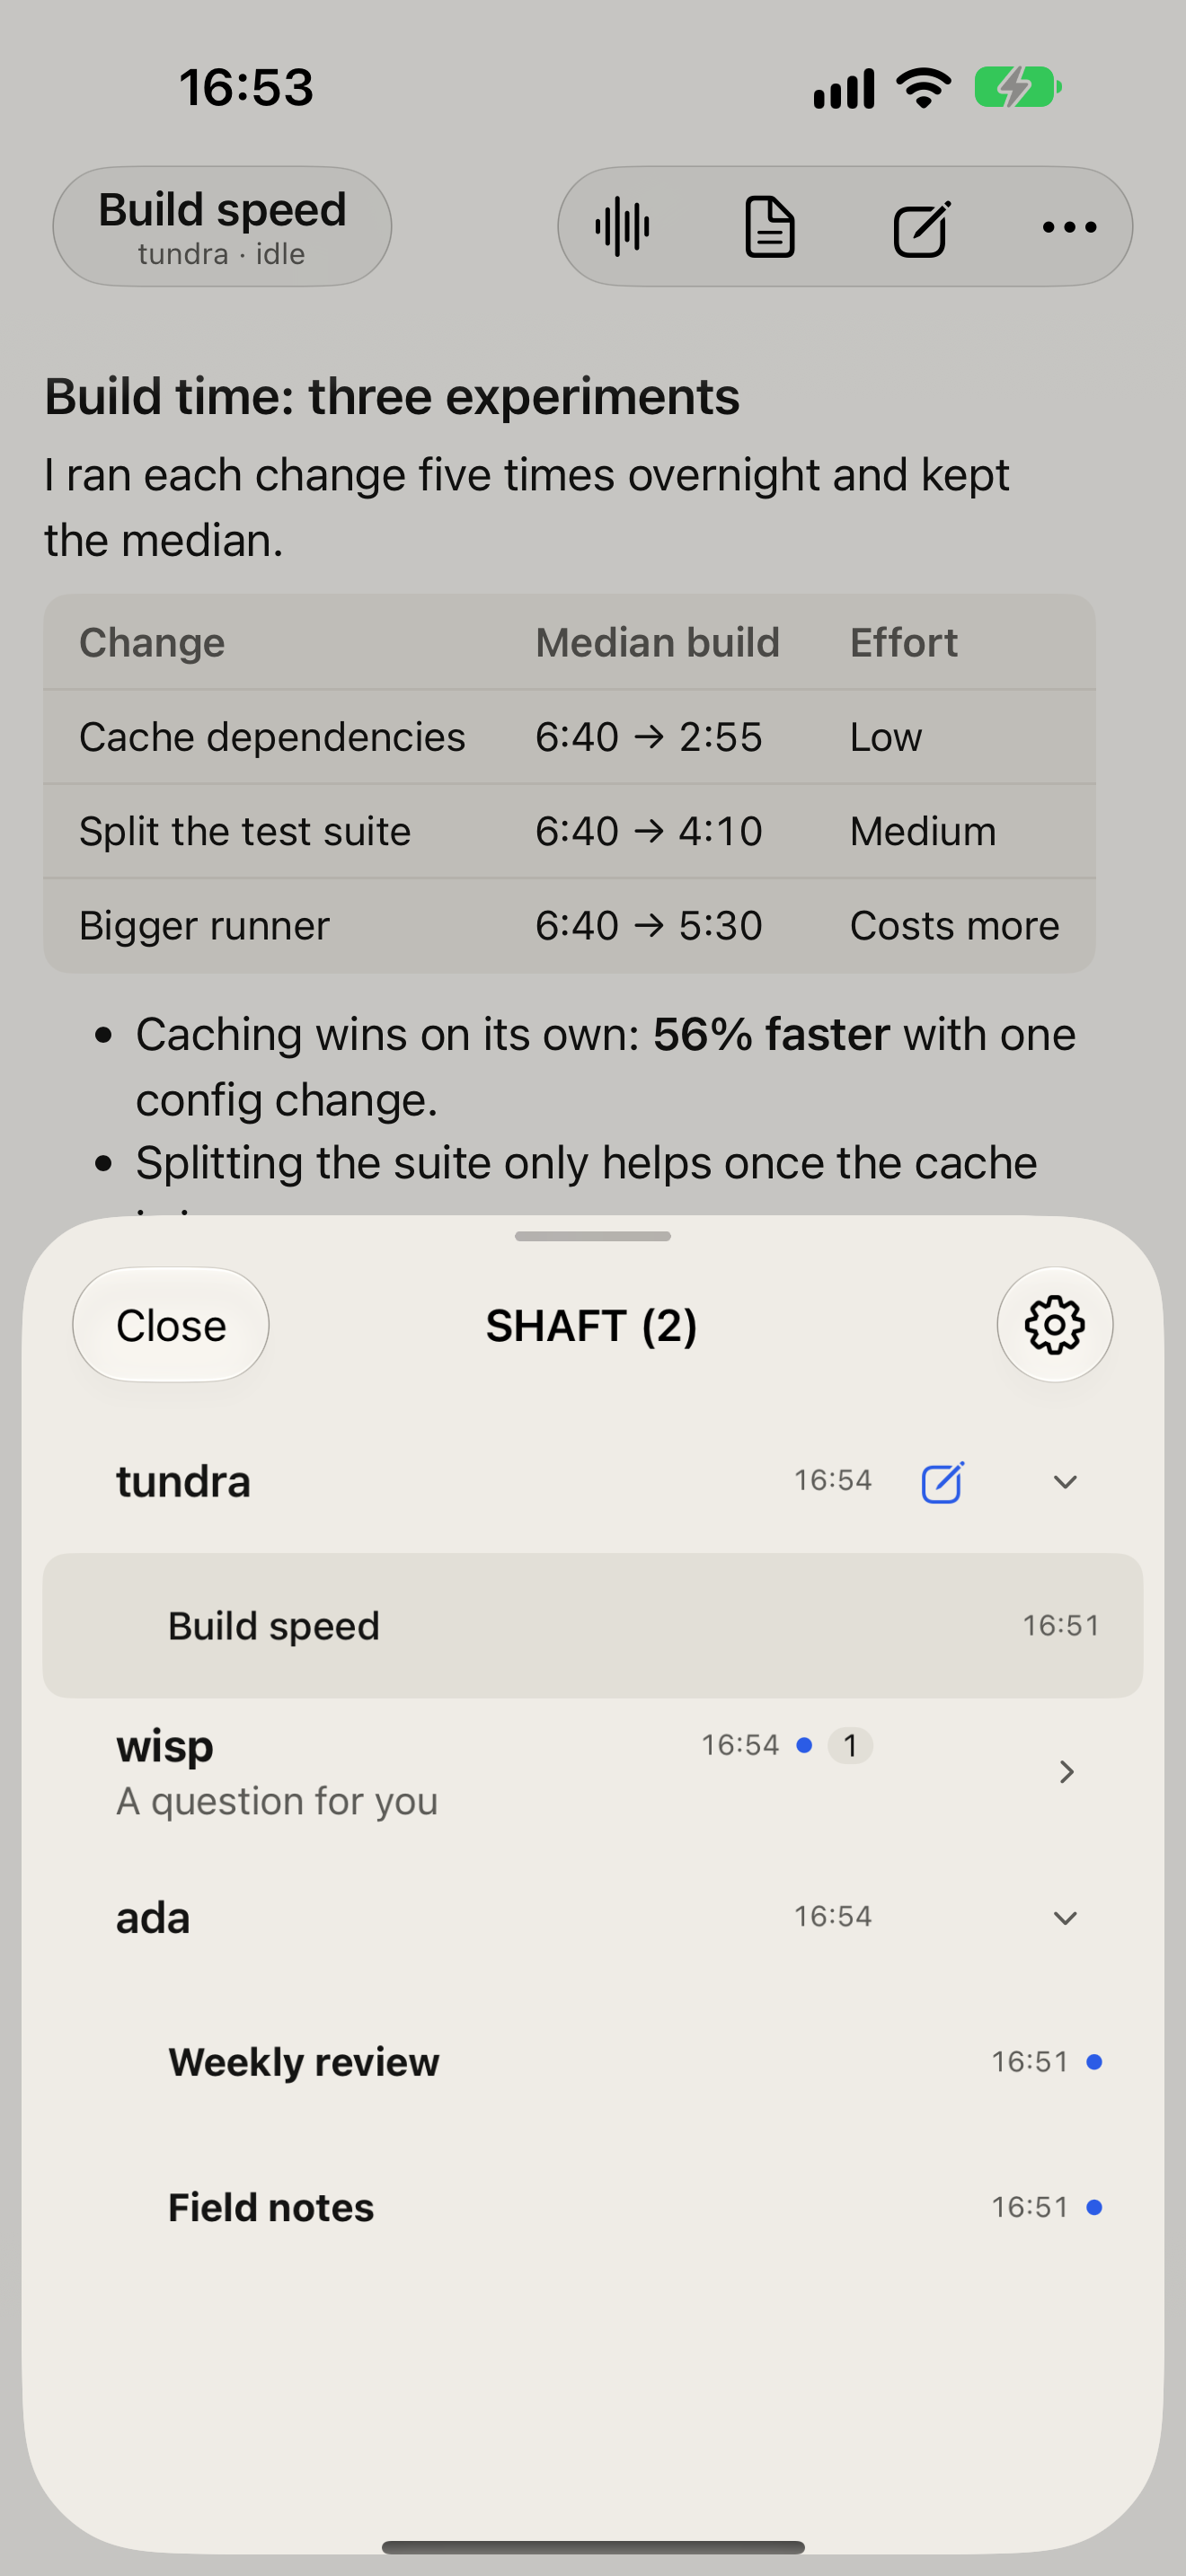 16:53
Build speed
tundra · idle
Build time: three experiments
I ran each change five times overnight and kept
the median.
Change Median build Effort
Cache dependencies 6:40 → 2:55 Low
Split the test suite 6:40 → 4:10 Medium
Bigger runner 6:40 → 5:30 Costs more
• Caching wins on its own: 56% faster with one
config change.
• Splitting the suite only helps once the cache
Close SHAFT (2)
tundra 16:54
Build speed 16:51
wisp 16:54 1
A question for you
ada 16:54
Weekly review 16:51
Field notes 16:51